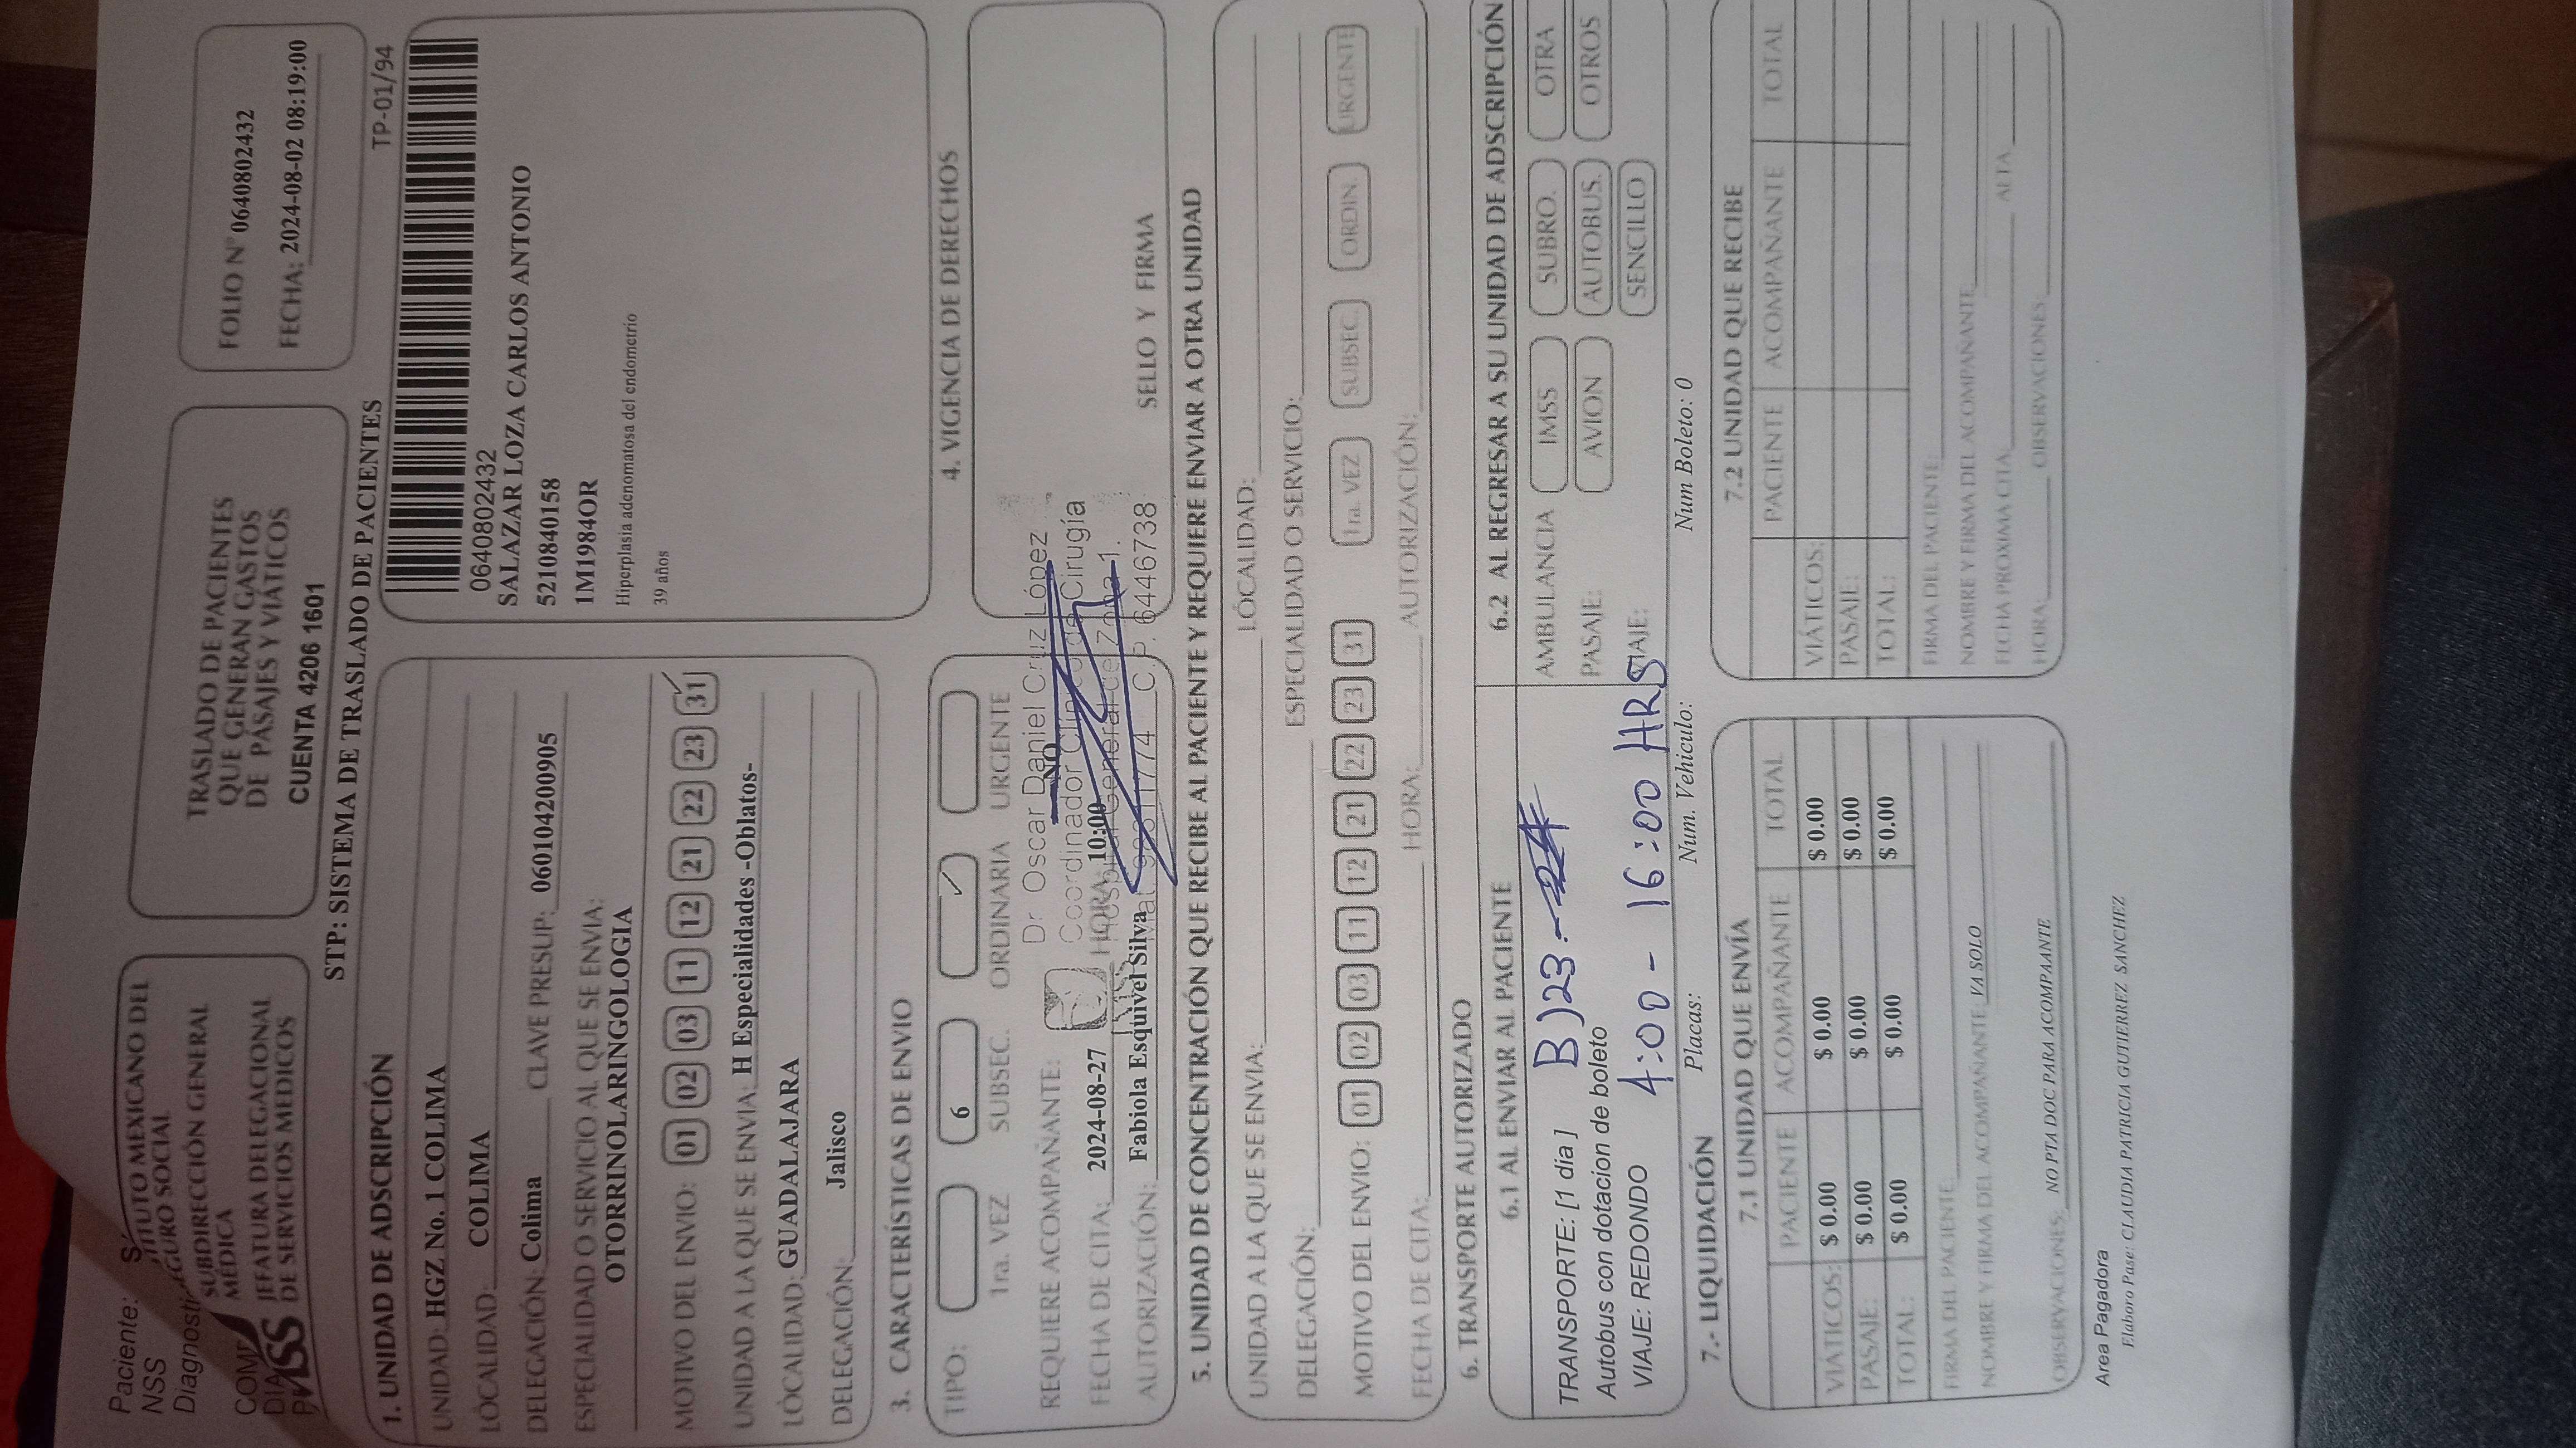 Paciente:
NSS
INSTITUTO MEXICANO DEL
SEGURO SOCIAL
SUBDIRECCIÓN GENERAL
MÉDICA
JEFATURA DELEGACIONAL
DE SERVICIOS MEDICOS
TRASLADO DE PACIENTES
QUE GENERAN GASTOS
DE PASAJES Y VIÁTICOS
CUENTA 4206 1601
FOLIO N° 0640802432
FECHA: 2024-08-02 08:19:00
STP: SISTEMA DE TRASLADO DE PACIENTES
TP-01/94
1. UNIDAD DE ADSCRIPCIÓN
UNIDAD: HGZ No. 1 COLIMA
LÓCALIDAD: COLIMA
DELEGACIÓN: Colima CLAVE PRESUP: 060104200905
ESPECIALIDAD O SERVICIO AL QUE SE ENVIA:
OTORRINOLARINGOLOGIA
MOTIVO DEL ENVIO: 01 02 03 11 12 21 22 23 31
UNIDAD A LA QUE SE ENVIA: H Especialidades -Oblatos-
LÓCALIDAD: GUADALAJARA
DELEGACIÓN: Jalisco
0640802432
SALAZAR LOZA CARLOS ANTONIO
5210840158
1M1984OR
Hiperplasia adenomatosa del endometrio
39 años
3. CARACTERÍSTICAS DE ENVIO
TIPO: 6 ✓
1ra. VEZ SUBSEC. ORDINARIA URGENTE
REQUIERE ACOMPAÑANTE: NO
FECHA DE CITA: 2024-08-27 HORA: 10:00
AUTORIZACIÓN: Fabiola Esquivel Silva
Dr. Oscar Daniel Cruz López
Coordinador Clínico de Cirugía
Hospital General de Zona 1.
Mat. 98311774 C.P. 6446738
4. VIGENCIA DE DERECHOS
SELLO Y FIRMA
5. UNIDAD DE CONCENTRACIÓN QUE RECIBE AL PACIENTE Y REQUIERE ENVIAR A OTRA UNIDAD
UNIDAD A LA QUE SE ENVIA: LÓCALIDAD:
DELEGACIÓN: ESPECIALIDAD O SERVICIO:
MOTIVO DEL ENVIO: 01 02 03 11 12 21 22 23 31 1ra. VEZ SUBSEC. ORDIN. URGENTE
FECHA DE CITA: HORA: AUTORIZACIÓN:
6. TRANSPORTE AUTORIZADO
6.1 AL ENVIAR AL PACIENTE
TRANSPORTE: [1 dia ] B)23.-
Autobus con dotacion de boleto
VIAJE: REDONDO 4:00 - 16:00 HRS
6.2 AL REGRESAR A SU UNIDAD DE ADSCRIPCIÓN
AMBULANCIA IMSS SUBRO. OTRA
PASAJE: AVION AUTOBUS. OTROS
VIAJE: SENCILLO
Placas: Num. Vehiculo: Num Boleto: 0
7.- LIQUIDACIÓN
7.1 UNIDAD QUE ENVÍA
PACIENTE ACOMPAÑANTE TOTAL
VIÁTICOS: $ 0.00 $ 0.00 $ 0.00
PASAJE: $ 0.00 $ 0.00 $ 0.00
TOTAL: $ 0.00 $ 0.00 $ 0.00
FIRMA DEL PACIENTE:
NOMBRE Y FIRMA DEL ACOMPAÑANTE: VA SOLO
OBSERVACIONES: NO PTA DOC PARA ACOMPAANTE
7.2 UNIDAD QUE RECIBE
PACIENTE ACOMPAÑANTE TOTAL
VIÁTICOS:
PASAJE:
TOTAL:
FIRMA DEL PACIENTE:
NOMBRE Y FIRMA DEL ACOMPAÑANTE:
FECHA PROXIMA CITA: ALTA:
HORA: OBSERVACIONES:
Area Pagadora
Elaboro Pase: CLAUDIA PATRICIA GUTIERREZ SANCHEZ